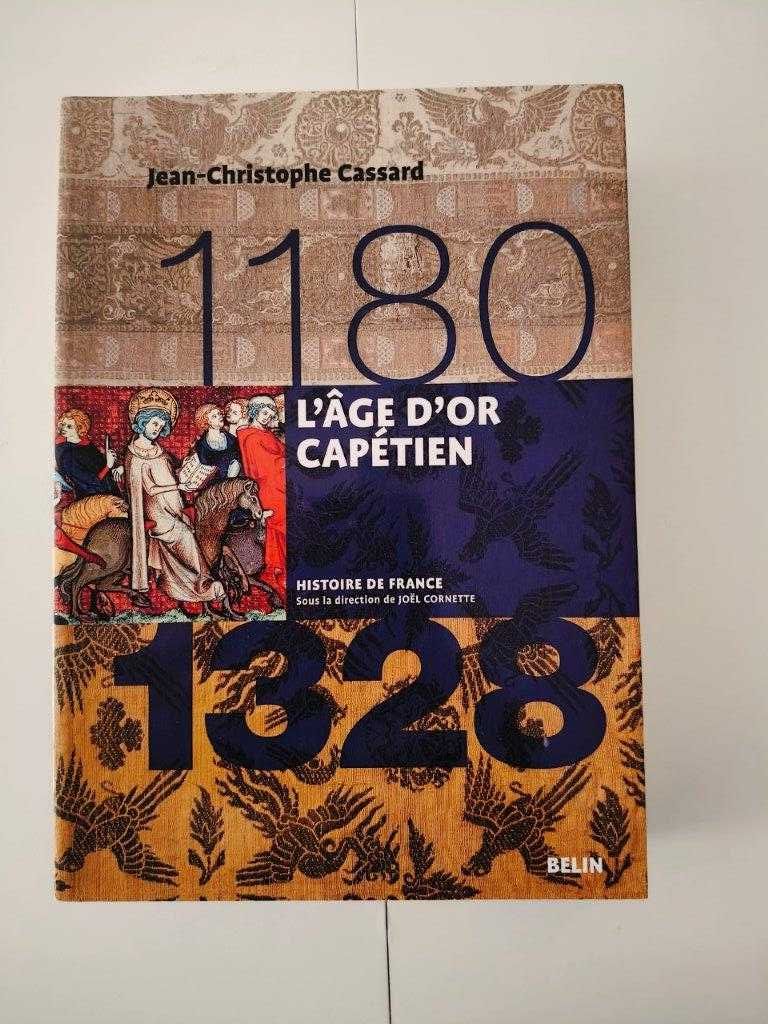 Jean-Christophe Cassard
1180
L'ÂGE D'OR
CAPÉTIEN
HISTOIRE DE FRANCE
Sous la direction de JOËL CORNETTE
1328
BELIN